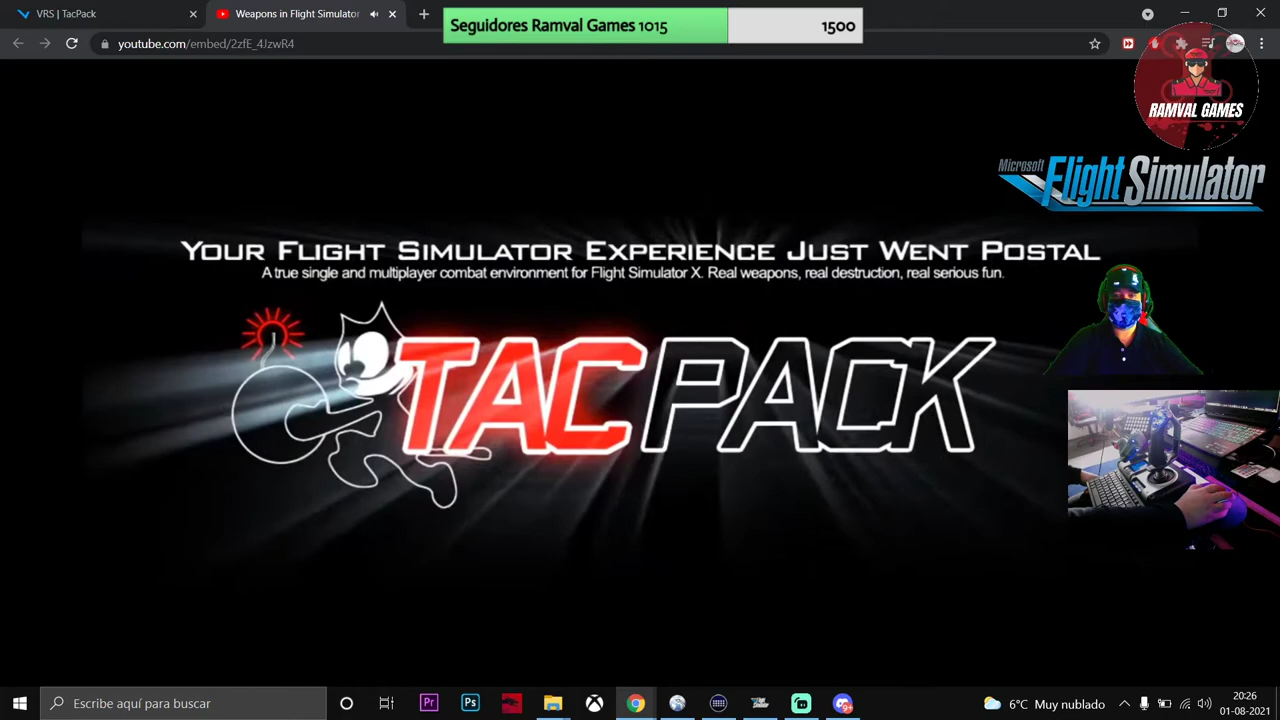 VRS | TacPack
Weapons in Flight Simulator
Seguidores Ramval Games 1015
1500
youtube.com/embed/2zfE_4JzwR4
RAMVAL GAMES
Microsoft
Flight Simulator
YOUR FLIGHT SIMULATOR EXPERIENCE JUST WENT POSTAL
A true single and multiplayer combat environment for Flight Simulator X. Real weapons, real destruction, real serious fun.
TACPACK
Escribe aquí para buscar
Pr
Ps
6°C Muy nublado
20:26
01-08-2021